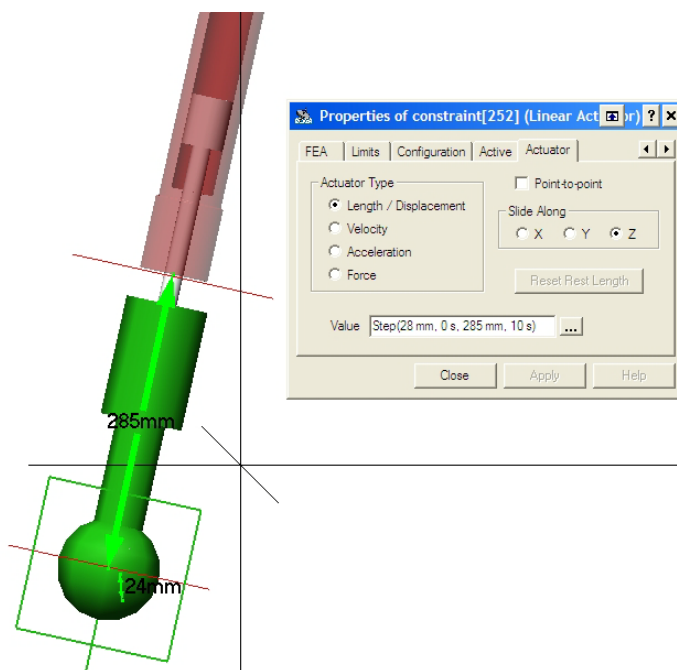 Properties of constraint[252] (Linear Act or) ?
FEA Limits Configuration Active Actuator
Actuator Type
Point-to-point
Length / Displacement
Velocity
Acceleration
Force
Slide Along
X Y Z
Reset Rest Length
Value Step(28 mm, 0 s, 285 mm, 10 s) ...
Close Apply Help
285mm
24mm